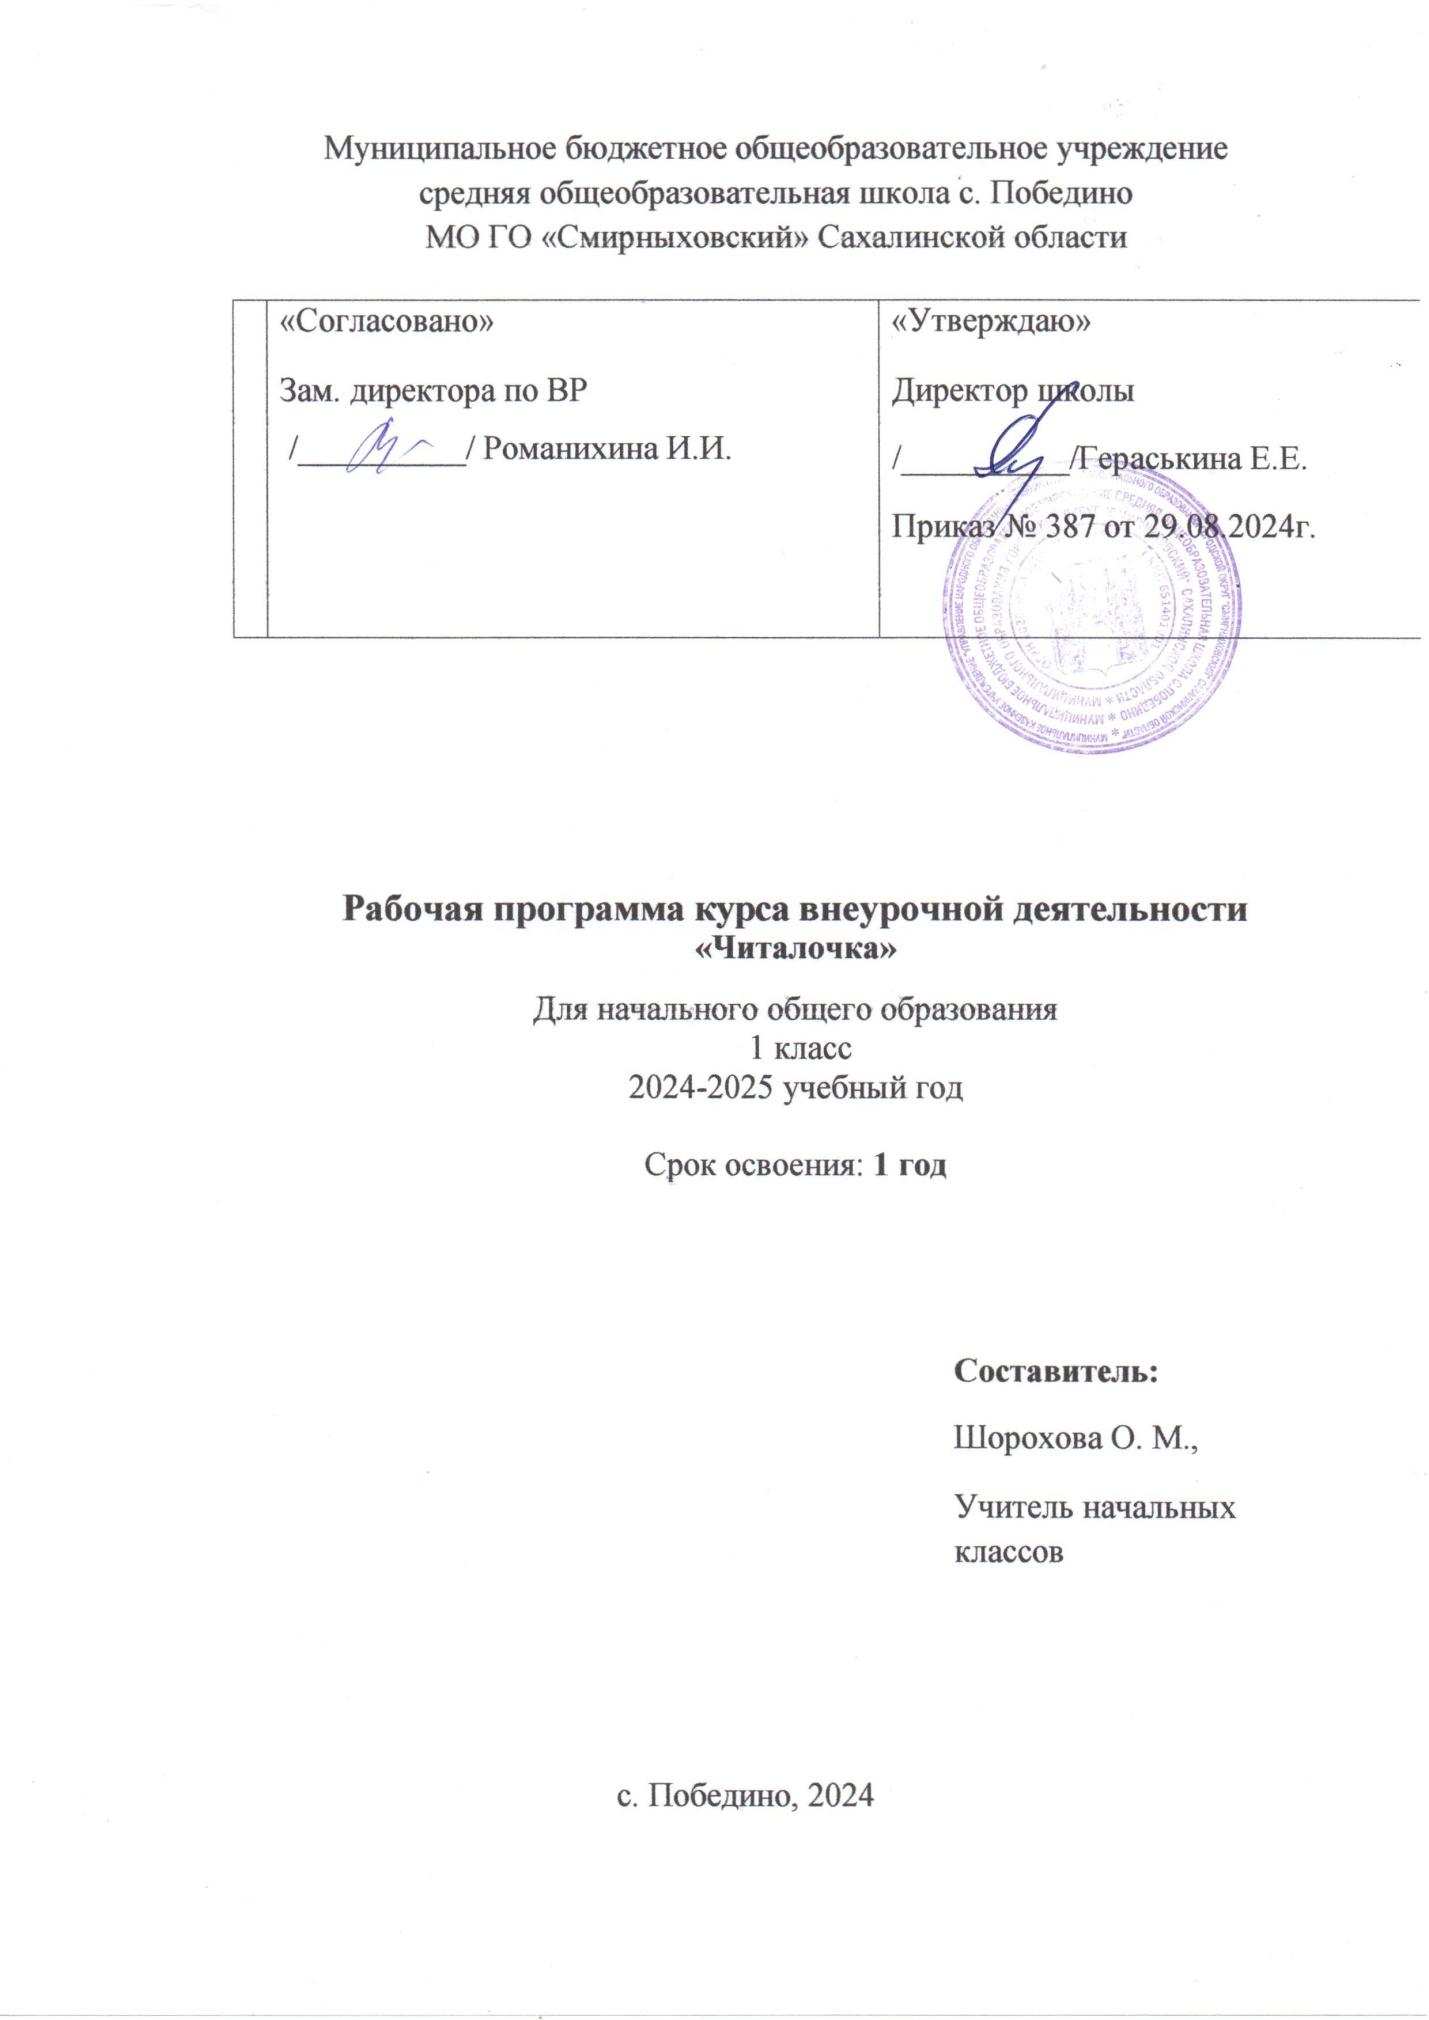 Муниципальное бюджетное общеобразовательное учреждение
средняя общеобразовательная школа с. Победино
МО ГО «Смирныховский» Сахалинской области
«Согласовано»
Зам. директора по ВР
/__________/ Романихина И.И.
«Утверждаю»
Директор школы
/__________/Гераськина Е.Е.
Приказ № 387 от 29.08.2024г.
Рабочая программа курса внеурочной деятельности
«Читалочка»
Для начального общего образования
1 класс
2024-2025 учебный год
Срок освоения: 1 год
Составитель:
Шорохова О. М.,
Учитель начальных
классов
с. Победино, 2024